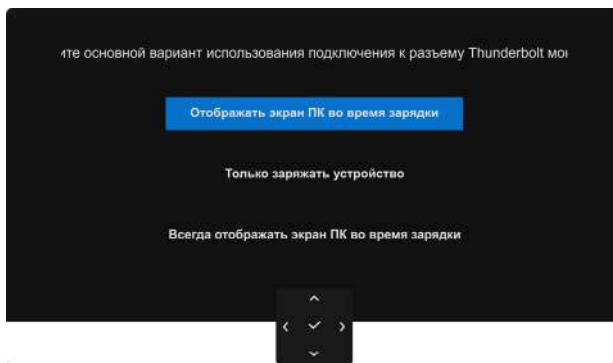 ите основной вариант использования подключения к разъему Thunderbolt мон
Отображать экран ПК во время зарядки
Только заряжать устройство
Всегда отображать экран ПК во время зарядки